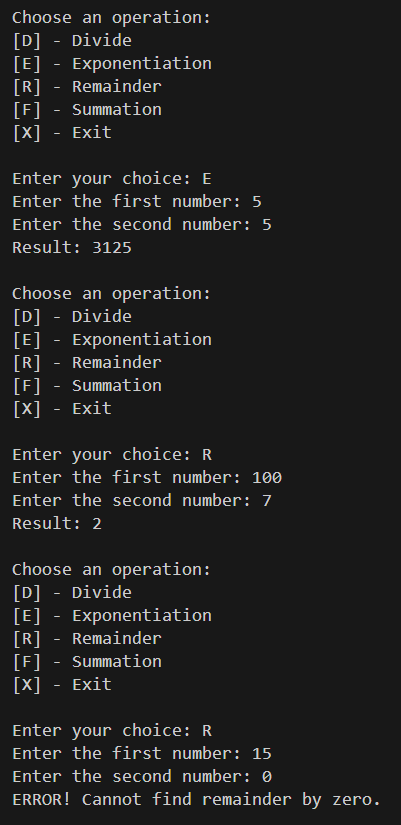 Choose an operation:
[D] - Divide
[E] - Exponentiation
[R] - Remainder
[F] - Summation
[X] - Exit
Enter your choice: E
Enter the first number: 5
Enter the second number: 5
Result: 3125
Choose an operation:
[D] - Divide
[E] - Exponentiation
[R] - Remainder
[F] - Summation
[X] - Exit
Enter your choice: R
Enter the first number: 100
Enter the second number: 7
Result: 2
Choose an operation:
[D] - Divide
[E] - Exponentiation
[R] - Remainder
[F] - Summation
[X] - Exit
Enter your choice: R
Enter the first number: 15
Enter the second number: 0
ERROR! Cannot find remainder by zero.